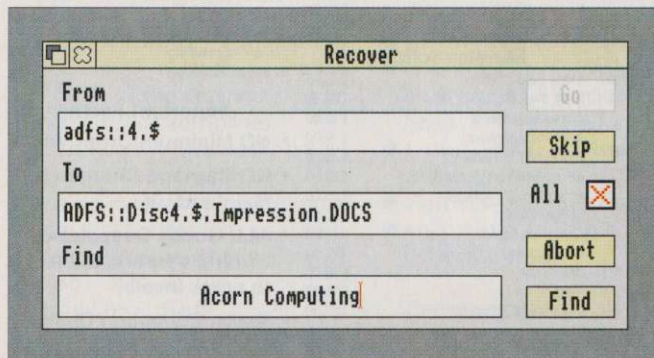 Recover
From
Go
adfs::4.$
Skip
To
All
ADFS::Disc4.$.Impression.DOCS
Abort
Find
Acorn Computing
Find